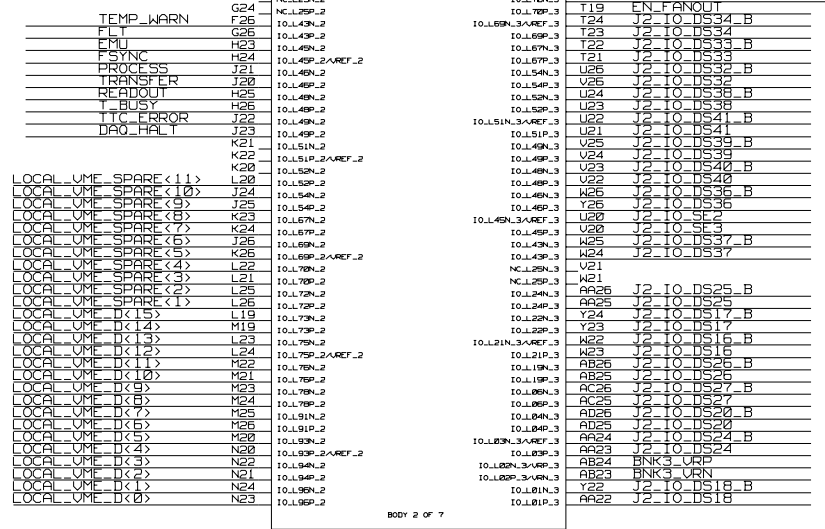 G24
TEMP_WARN F26
FLT G26
EMU H23
FSYNC H24
PROCESS J21
TRANSFER J20
READOUT H25
T_BUSY H26
TTC_ERROR J22
DAQ_HALT J23
K21
K22
K20
LOCAL_VME_SPARE<11> L20
LOCAL_VME_SPARE<10> J24
LOCAL_VME_SPARE<9> J25
LOCAL_VME_SPARE<8> K23
LOCAL_VME_SPARE<7> K24
LOCAL_VME_SPARE<6> J26
LOCAL_VME_SPARE<5> K26
LOCAL_VME_SPARE<4> L22
LOCAL_VME_SPARE<3> L21
LOCAL_VME_SPARE<2> L25
LOCAL_VME_SPARE<1> L26
LOCAL_VME_D<15> L19
LOCAL_VME_D<14> M19
LOCAL_VME_D<13> L23
LOCAL_VME_D<12> L24
LOCAL_VME_D<11> M22
LOCAL_VME_D<10> M21
LOCAL_VME_D<9> M23
LOCAL_VME_D<8> M24
LOCAL_VME_D<7> M25
LOCAL_VME_D<6> M26
LOCAL_VME_D<5> M20
LOCAL_VME_D<4> N20
LOCAL_VME_D<3> N22
LOCAL_VME_D<2> N21
LOCAL_VME_D<1> N24
LOCAL_VME_D<0> N23
NC_L25P_2
IO_L43N_2
IO_L43P_2
IO_L45N_2
IO_L45P_2/VREF_2
IO_L46N_2
IO_L46P_2
IO_L48N_2
IO_L48P_2
IO_L49N_2
IO_L49P_2
IO_L51N_2
IO_L51P_2/VREF_2
IO_L52N_2
IO_L52P_2
IO_L54N_2
IO_L54P_2
IO_L67N_2
IO_L67P_2
IO_L69N_2
IO_L69P_2/VREF_2
IO_L70N_2
IO_L70P_2
IO_L72N_2
IO_L72P_2
IO_L73N_2
IO_L73P_2
IO_L75N_2
IO_L75P_2/VREF_2
IO_L76N_2
IO_L76P_2
IO_L78N_2
IO_L78P_2
IO_L91N_2
IO_L91P_2
IO_L93N_2
IO_L93P_2/VREF_2
IO_L94N_2
IO_L94P_2
IO_L96N_2
IO_L96P_2
IO_L70P_3
IO_L69N_3/VREF_3
IO_L69P_3
IO_L67N_3
IO_L67P_3
IO_L54N_3
IO_L54P_3
IO_L52N_3
IO_L52P_3
IO_L51N_3/VREF_3
IO_L51P_3
IO_L49N_3
IO_L49P_3
IO_L48N_3
IO_L48P_3
IO_L46N_3
IO_L46P_3
IO_L45N_3/VREF_3
IO_L45P_3
IO_L43N_3
IO_L43P_3
NC_L25N_3
NC_L25P_3
IO_L24N_3
IO_L24P_3
IO_L22N_3
IO_L22P_3
IO_L21N_3/VREF_3
IO_L21P_3
IO_L19N_3
IO_L19P_3
IO_L06N_3
IO_L06P_3
IO_L04N_3
IO_L04P_3
IO_L03N_3/VREF_3
IO_L03P_3
IO_L02N_3/VRP_3
IO_L02P_3/VRN_3
IO_L01N_3
IO_L01P_3
T19 EN_FANOUT
T24 J2_IO_DS34_B
T23 J2_IO_DS34
T22 J2_IO_DS33_B
T21 J2_IO_DS33
U26 J2_IO_DS32_B
V26 J2_IO_DS32
U24 J2_IO_DS38_B
U23 J2_IO_DS38
U22 J2_IO_DS41_B
U21 J2_IO_DS41
V25 J2_IO_DS39_B
V24 J2_IO_DS39
V23 J2_IO_DS40_B
V22 J2_IO_DS40
W26 J2_IO_DS36_B
Y26 J2_IO_DS36
U20 J2_IO_SE2
V20 J2_IO_SE3
W25 J2_IO_DS37_B
W24 J2_IO_DS37
V21
W21
AA26 J2_IO_DS25_B
AA25 J2_IO_DS25
Y24 J2_IO_DS17_B
Y23 J2_IO_DS17
W22 J2_IO_DS16_B
W23 J2_IO_DS16
AB26 J2_IO_DS26_B
AB25 J2_IO_DS26
AC26 J2_IO_DS27_B
AC25 J2_IO_DS27
AD26 J2_IO_DS20_B
AD25 J2_IO_DS20
AA24 J2_IO_DS24_B
AA23 J2_IO_DS24
AB24 BNK3_VRP
AB23 BNK3_VRN
Y22 J2_IO_DS18_B
AA22 J2_IO_DS18
BODY 2 OF 7